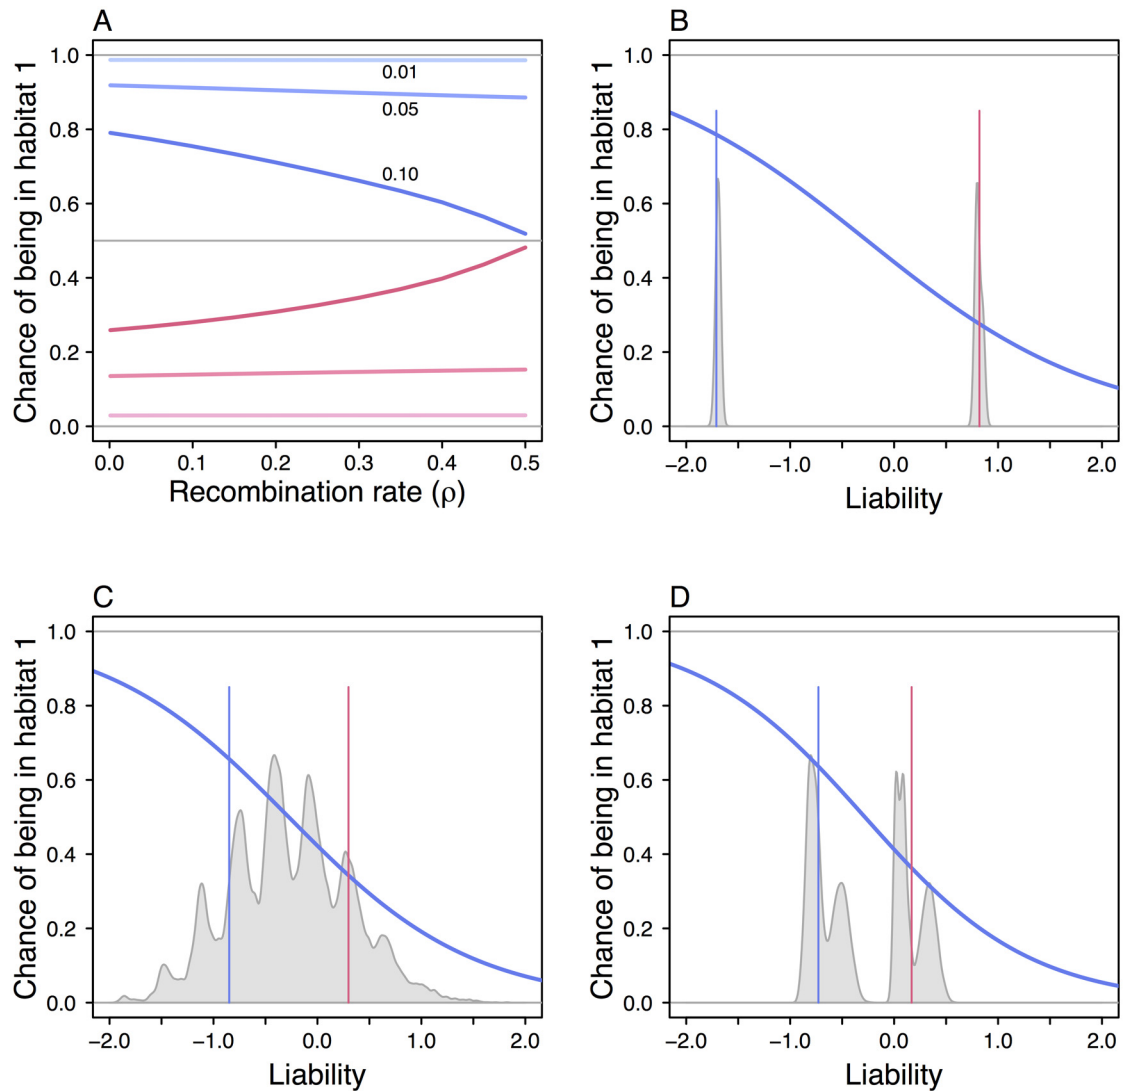 A
Chance of being in habitat 1
1.0
0.8
0.6
0.4
0.2
0.0
0.01
0.05
0.10
0.0 0.1 0.2 0.3 0.4 0.5
Recombination rate (ρ)
B
Chance of being in habitat 1
1.0
0.8
0.6
0.4
0.2
0.0
−2.0 −1.0 0.0 1.0 2.0
Liability
C
Chance of being in habitat 1
1.0
0.8
0.6
0.4
0.2
0.0
−2.0 −1.0 0.0 1.0 2.0
Liability
D
Chance of being in habitat 1
1.0
0.8
0.6
0.4
0.2
0.0
−2.0 −1.0 0.0 1.0 2.0
Liability